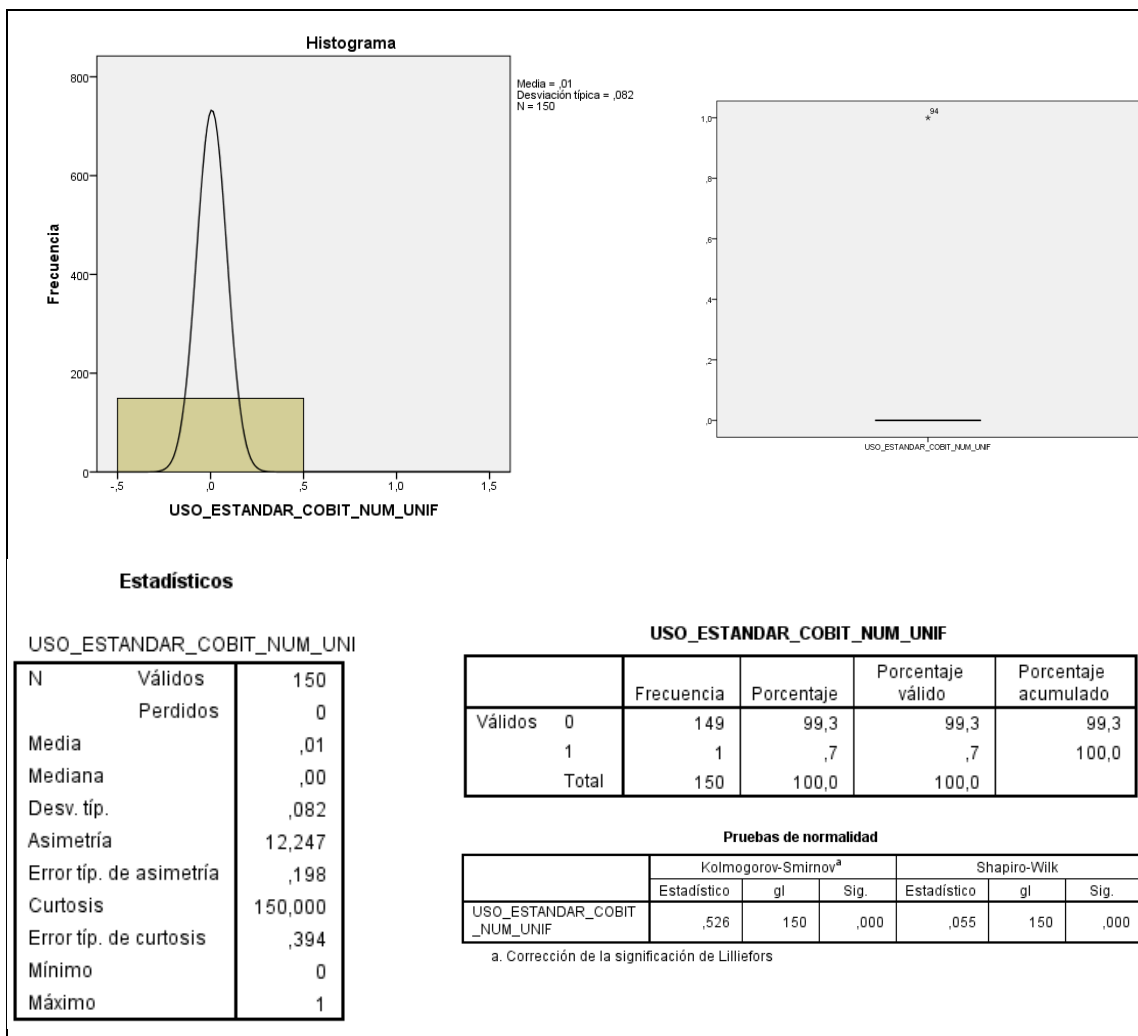 Histograma
800
600
400
200
0
Frecuencia
-,5 ,0 ,5 1,0 1,5
USO_ESTANDAR_COBIT_NUM_UNIF
Media = ,01
Desviación típica = ,082
N = 150
94
1,0
,8
,6
,4
,2
,0
USO_ESTANDAR_COBIT_NUM_UNIF
Estadísticos
USO_ESTANDAR_COBIT_NUM_UNI
N Válidos 150
Perdidos 0
Media ,01
Mediana ,00
Desv. típ. ,082
Asimetría 12,247
Error típ. de asimetría ,198
Curtosis 150,000
Error típ. de curtosis ,394
Mínimo 0
Máximo 1
USO_ESTANDAR_COBIT_NUM_UNIF
Frecuencia Porcentaje Porcentaje válido Porcentaje acumulado
Válidos 0 149 99,3 99,3 99,3
1 1 ,7 ,7 100,0
Total 150 100,0 100,0
Pruebas de normalidad
Kolmogorov-Smirnovª Shapiro-Wilk
Estadístico gl Sig. Estadístico gl Sig.
USO_ESTANDAR_COBIT
_NUM_UNIF ,526 150 ,000 ,055 150 ,000
a. Corrección de la significación de Lilliefors